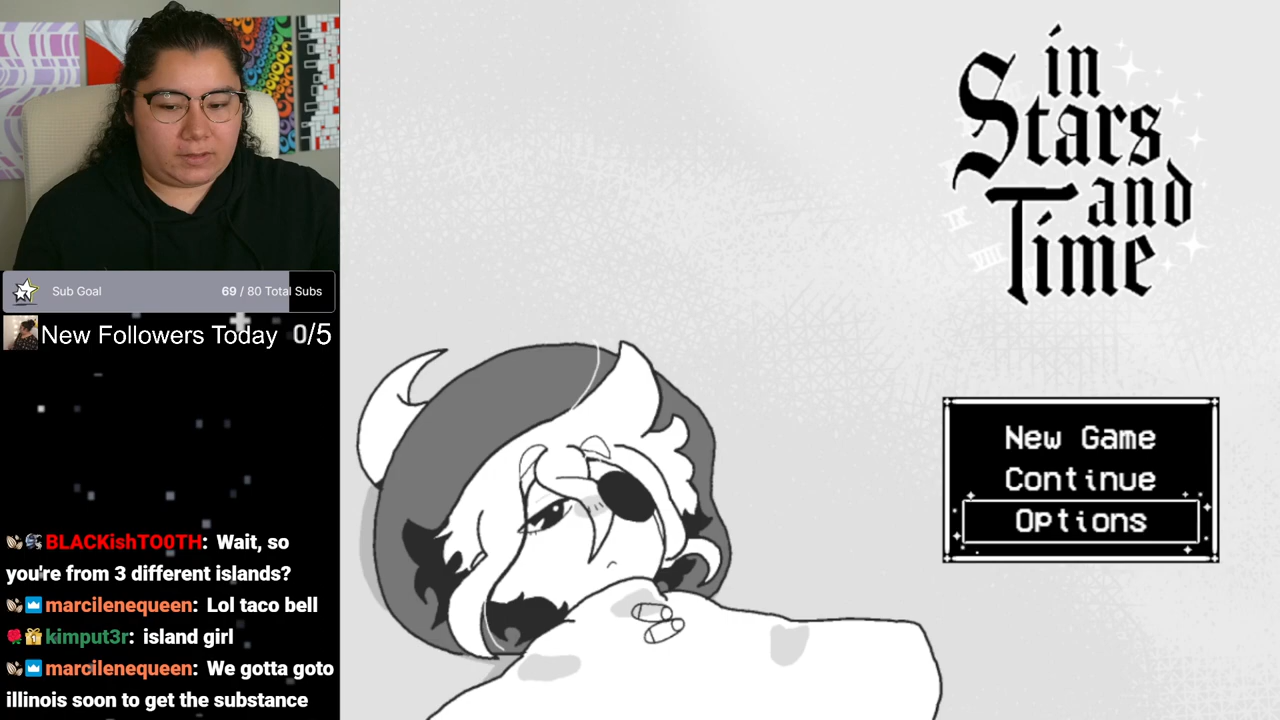 in
Stars
and
Time
Sub Goal 69 / 80 Total Subs
New Followers Today 0/5
New Game
Continue
Options
BLACKishTO0TH: Wait, so
you're from 3 different islands?
marcilenequeen: Lol taco bell
kimput3r: island girl
marcilenequeen: We gotta goto
illinois soon to get the substance